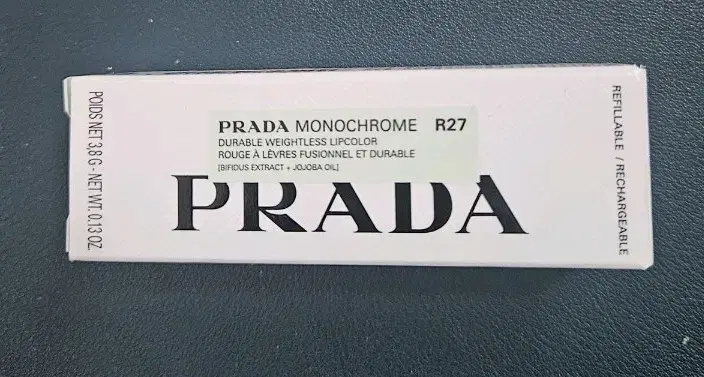 POIDS NET 3,8 G - NET WT. 0.13 OZ
PRADA MONOCHROME R27
DURABLE WEIGHTLESS LIPCOLOR
ROUGE À LÈVRES FUSIONNEL ET DURABLE
[BIFIDUS EXTRACT + JOJOBA OIL]
PRADA
REFILLABLE / RECHARGEABLE